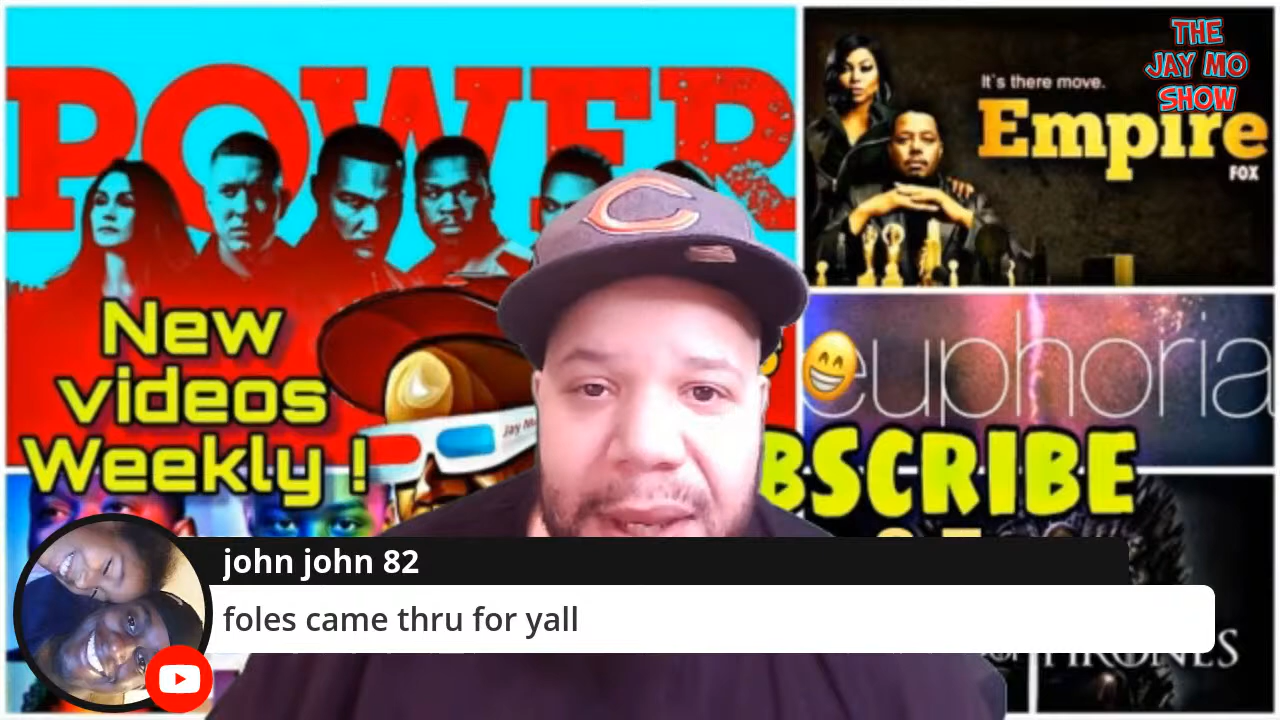 POWER
THE
JAY MO
SHOW
It's there move.
Empire
FOX
New
videos
Weekly !
euphoria
BSCRIBE
john john 82
foles came thru for yall